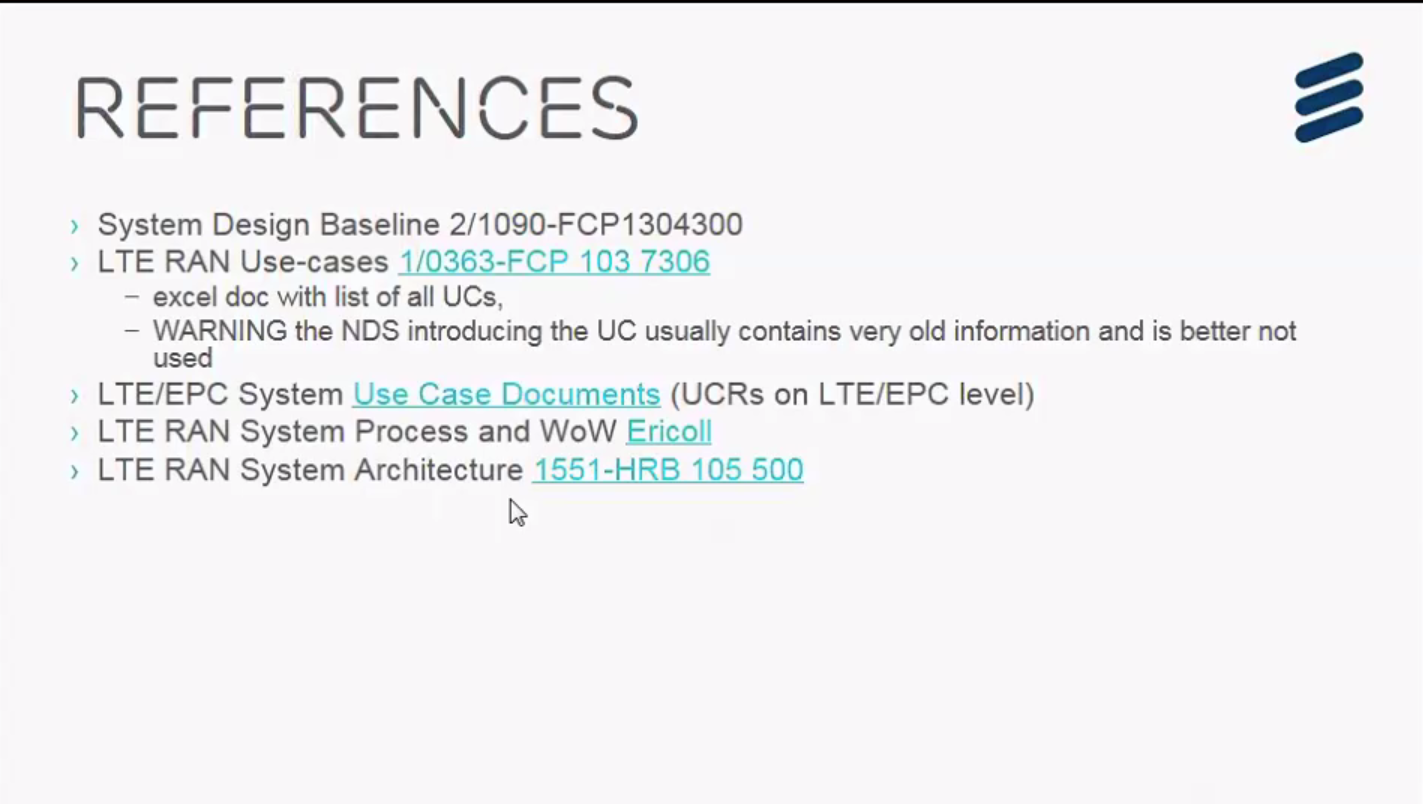 REFERENCES
› System Design Baseline 2/1090-FCP1304300
› LTE RAN Use-cases 1/0363-FCP 103 7306
– excel doc with list of all UCs,
– WARNING the NDS introducing the UC usually contains very old information and is better not
used
› LTE/EPC System Use Case Documents (UCRs on LTE/EPC level)
› LTE RAN System Process and WoW Ericoll
› LTE RAN System Architecture 1551-HRB 105 500